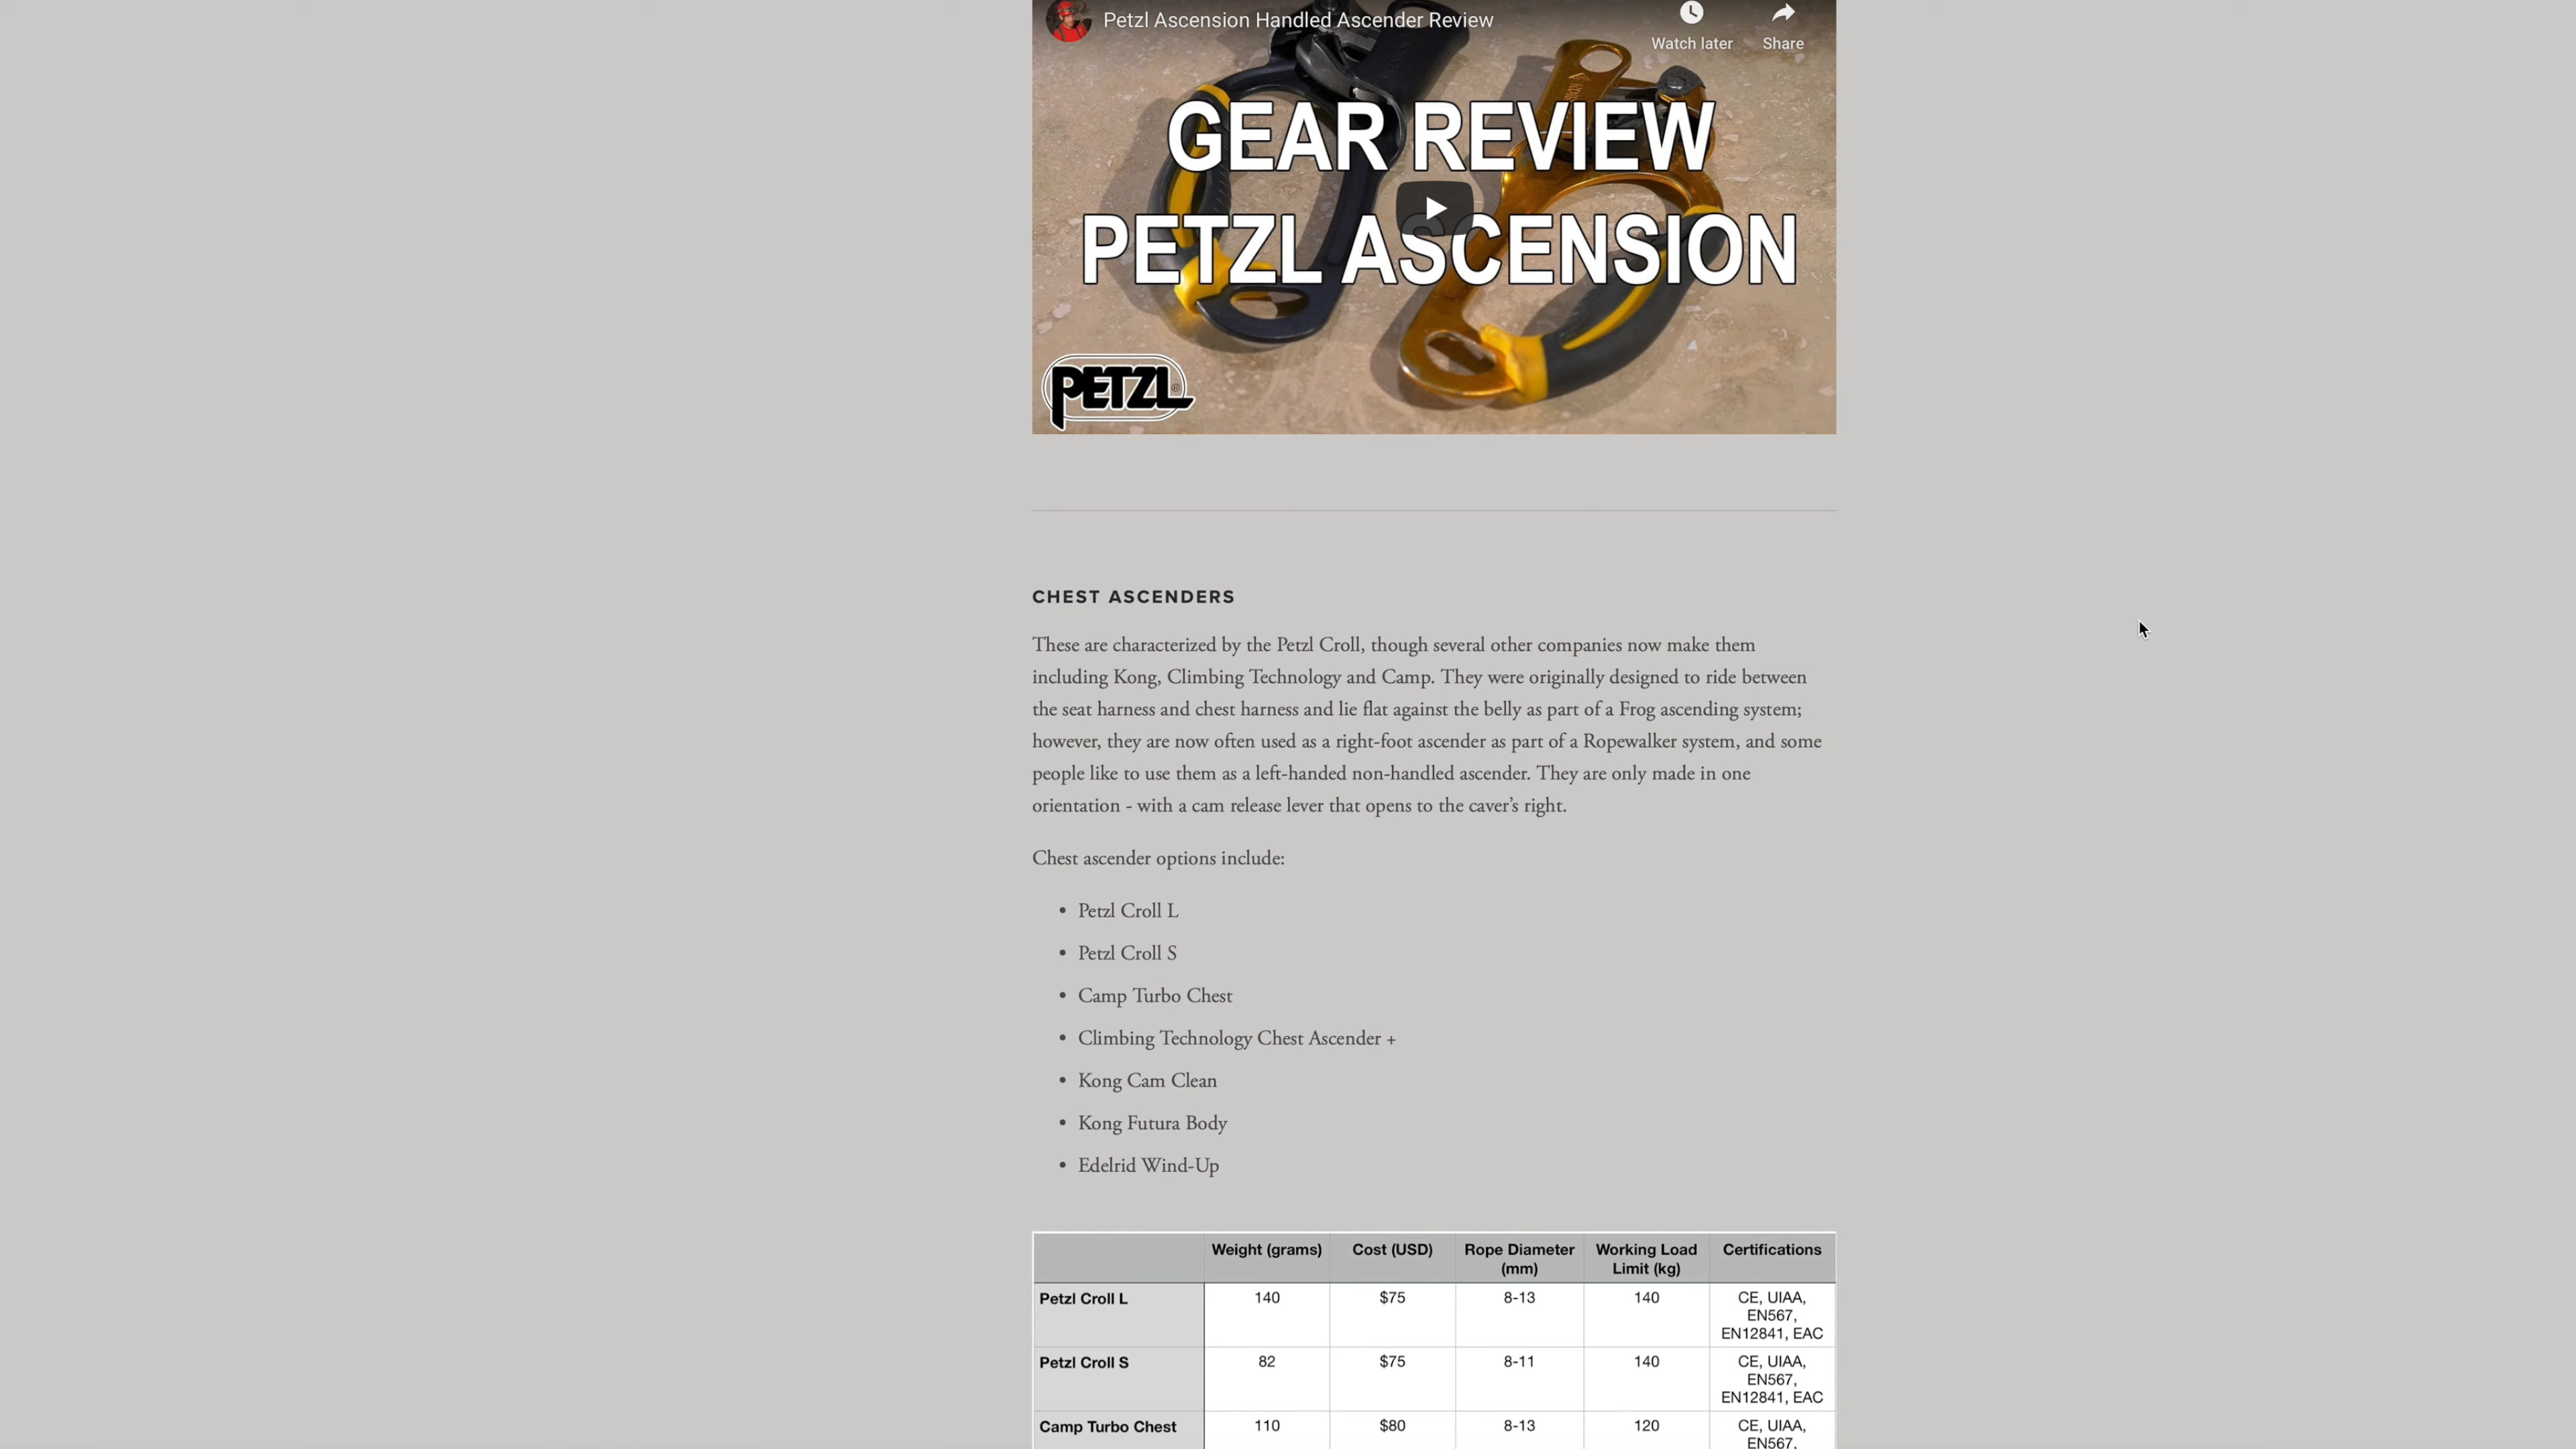 Petzl Ascension Handled Ascender Review
Watch later
Share
GEAR REVIEW
PETZL ASCENSION
PETZL
CHEST ASCENDERS
These are characterized by the Petzl Croll, though several other companies now make them
including Kong, Climbing Technology and Camp. They were originally designed to ride between
the seat harness and chest harness and lie flat against the belly as part of a Frog ascending system;
however, they are now often used as a right-foot ascender as part of a Ropewalker system, and some
people like to use them as a left-handed non-handled ascender. They are only made in one
orientation - with a cam release lever that opens to the caver’s right.
Chest ascender options include:
• Petzl Croll L
• Petzl Croll S
• Camp Turbo Chest
• Climbing Technology Chest Ascender +
• Kong Cam Clean
• Kong Futura Body
• Edelrid Wind-Up
Weight (grams) Cost (USD) Rope Diameter (mm) Working Load Limit (kg) Certifications
Petzl Croll L 140 $75 8-13 140 CE, UIAA, EN567, EN12841, EAC
Petzl Croll S 82 $75 8-11 140 CE, UIAA, EN567, EN12841, EAC
Camp Turbo Chest 110 $80 8-13 120 CE, UIAA, EN567,